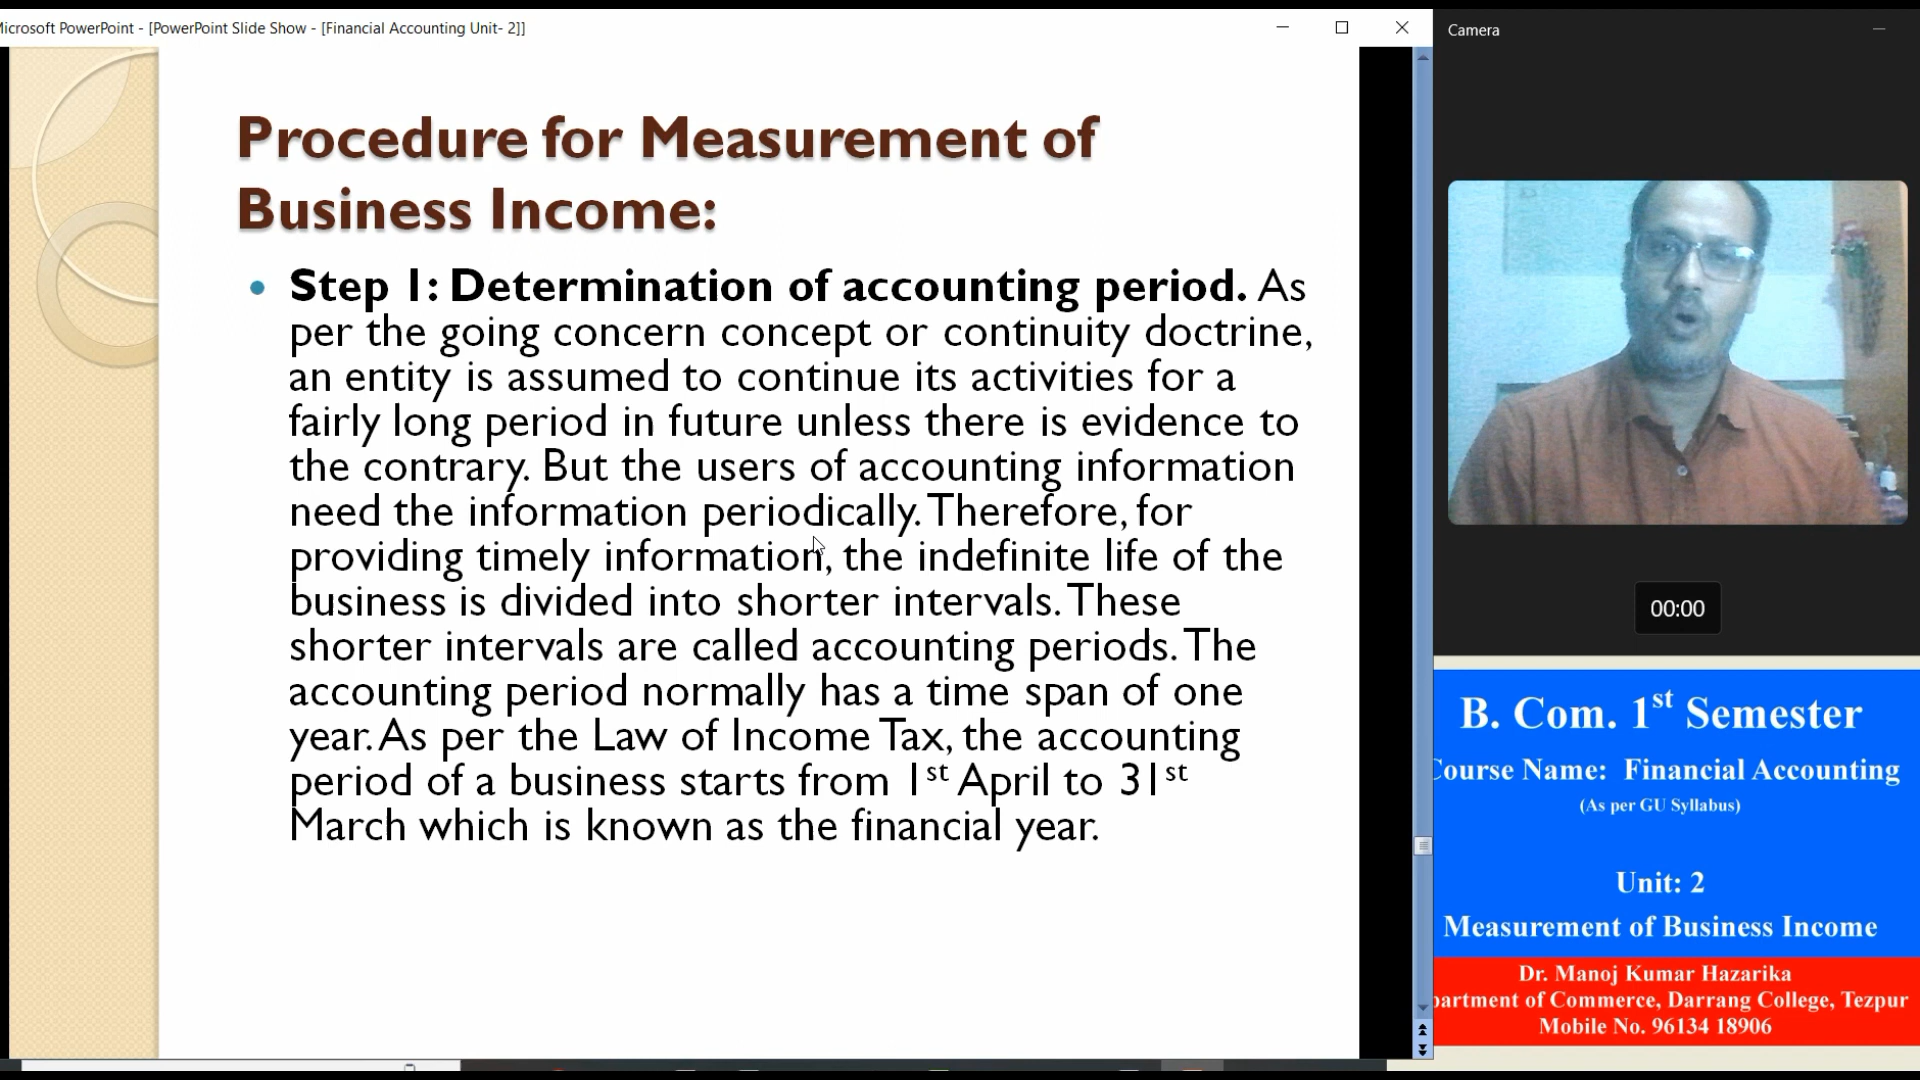 Microsoft PowerPoint - [PowerPoint Slide Show - [Financial Accounting Unit- 2]]
Procedure for Measurement of
Business Income:
• Step 1: Determination of accounting period. As
per the going concern concept or continuity doctrine,
an entity is assumed to continue its activities for a
fairly long period in future unless there is evidence to
the contrary. But the users of accounting information
need the information periodically. Therefore, for
providing timely information, the indefinite life of the
business is divided into shorter intervals. These
shorter intervals are called accounting periods. The
accounting period normally has a time span of one
year. As per the Law of Income Tax, the accounting
period of a business starts from 1st April to 31st
March which is known as the financial year.
Camera
00:00
B. Com. 1st Semester
Course Name: Financial Accounting
(As per GU Syllabus)
Unit: 2
Measurement of Business Income
Dr. Manoj Kumar Hazarika
partment of Commerce, Darrang College, Tezpur
Mobile No. 96134 18906